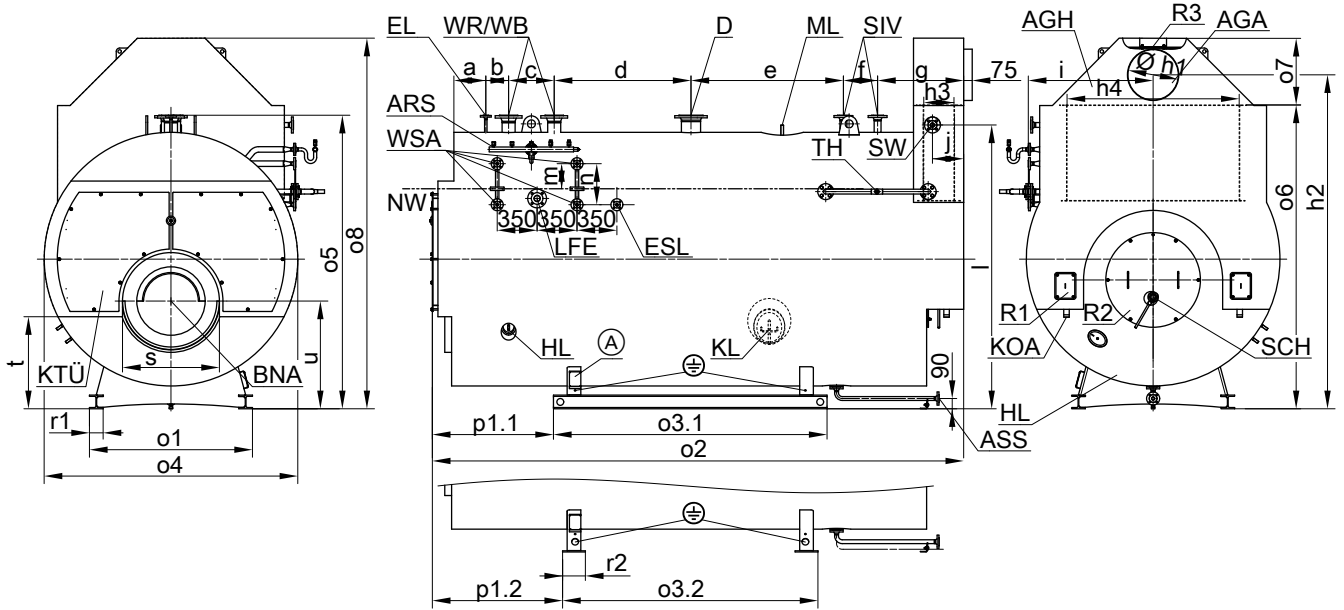 AGH R3 AGA
EL WR/WB D ML SIV
a b c d e f g 75 i Ø h1 o7
h3 h4
ARS
WSA TH SW j
m n
NW
350 350 350
LFE ESL
o5 o8 l o6 h2
R1 R2
KOA SCH
HL A KL
t s u
KTÜ BNA
90
HL
r1
o1
o4
p1.1 o3.1 ASS
o2
r2
p1.2 o3.2